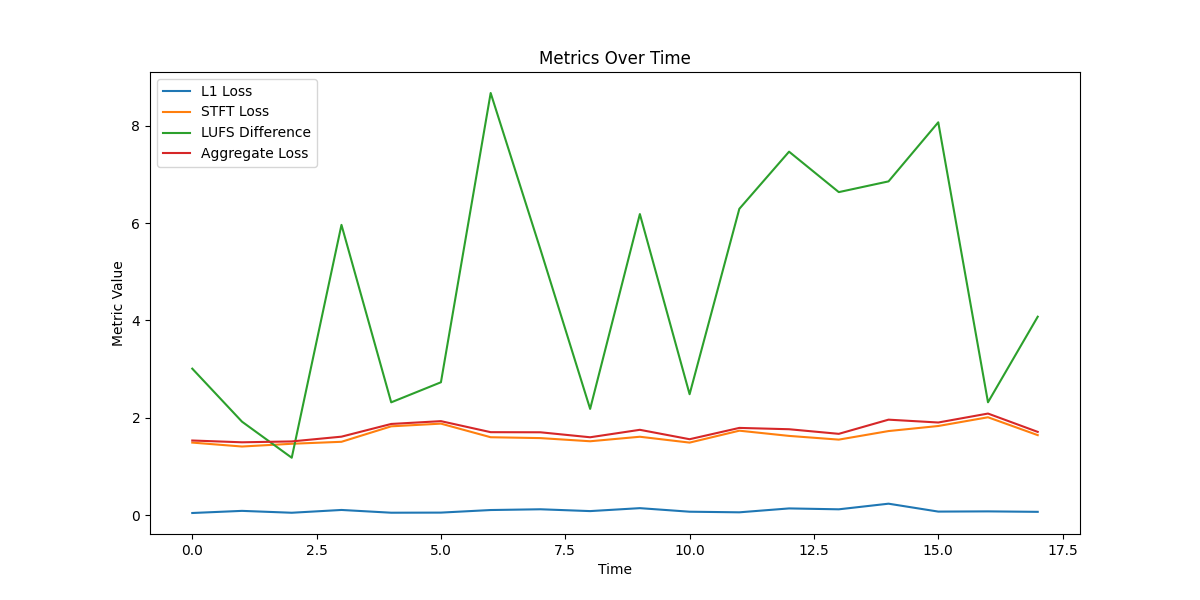 Metrics Over Time
L1 Loss
STFT Loss
LUFS Difference
Aggregate Loss
8
6
4
2
0
Metric Value
0.0 2.5 5.0 7.5 10.0 12.5 15.0 17.5
Time